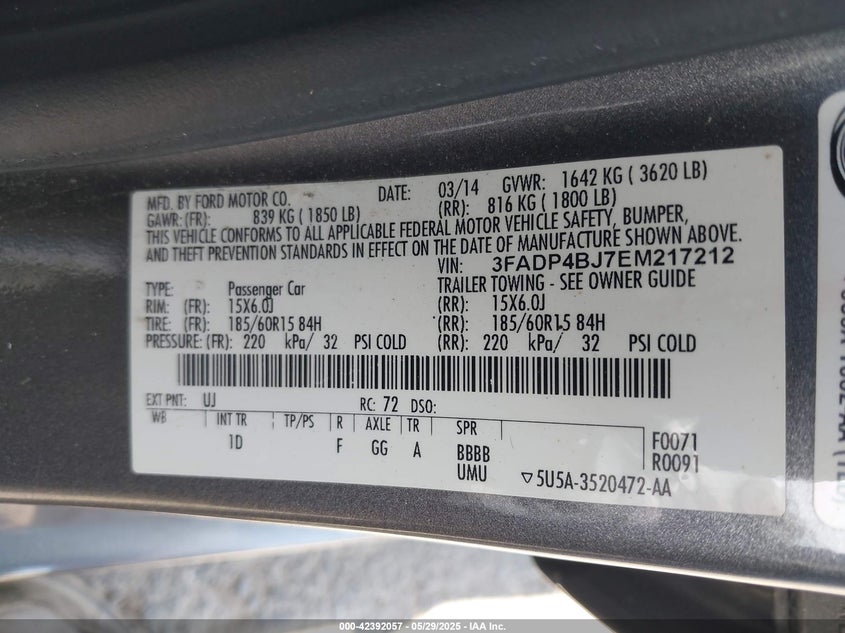 MFD. BY FORD MOTOR CO. DATE: 03/14 GVWR: 1642 KG ( 3620 LB)
GAWR: (FR): 839 KG ( 1850 LB) (RR): 816 KG ( 1800 LB)
THIS VEHICLE CONFORMS TO ALL APPLICABLE FEDERAL MOTOR VEHICLE SAFETY, BUMPER,
AND THEFT PREVENTION STANDARDS IN EFFECT ON THE DATE OF MANUFACTURE SHOWN ABOVE.
VIN: 3FADP4BJ7EM217212
TYPE: Passenger Car TRAILER TOWING - SEE OWNER GUIDE
RIM: (FR): 15X6.0J (RR): 15X6.0J
TIRE: (FR): 185/60R15 84H (RR): 185/60R15 84H
PRESSURE: (FR): 220 kPa/ 32 PSI COLD (RR): 220 kPa/ 32 PSI COLD
EXT PNT: UJ RC: 72 DSO:
WB INT TR TP/PS R AXLE TR SPR
1D F GG A BBBB
UMU
F0071
R0091
5U5A-3520472-AA
000-42392057 - 05/29/2025 - IAA Inc.